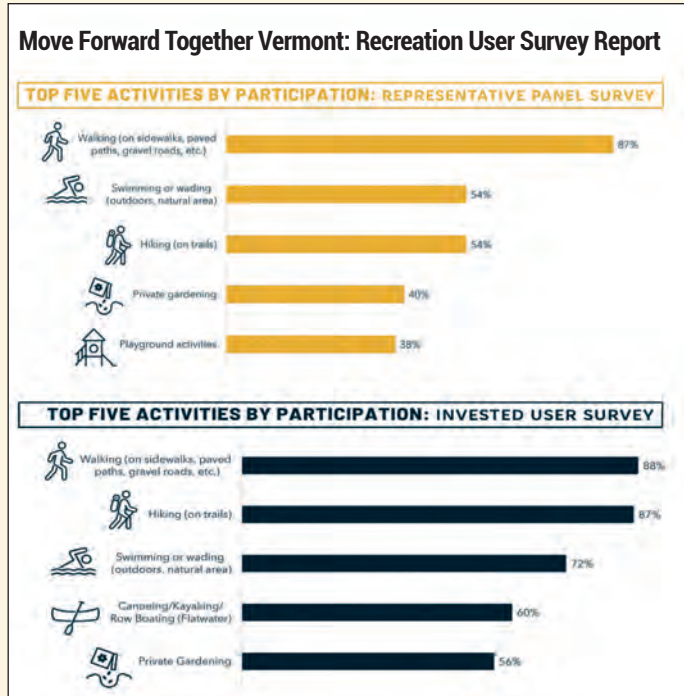 Move Forward Together Vermont: Recreation User Survey Report
TOP FIVE ACTIVITIES BY PARTICIPATION: REPRESENTATIVE PANEL SURVEY
Walking (on sidewalks, paved
paths, gravel roads, etc.)
87%
Swimming or wading
(outdoors, natural area)
54%
Hiking (on trails)
54%
Private gardening
40%
Playground activities
38%
TOP FIVE ACTIVITIES BY PARTICIPATION: INVESTED USER SURVEY
Walking (on sidewalks, paved
paths, gravel roads, etc.)
88%
Hiking (on trails)
87%
Swimming or wading
(outdoors, natural area)
72%
Canoeing/Kayaking/
Row Boating (Flatwater)
60%
Private Gardening
56%